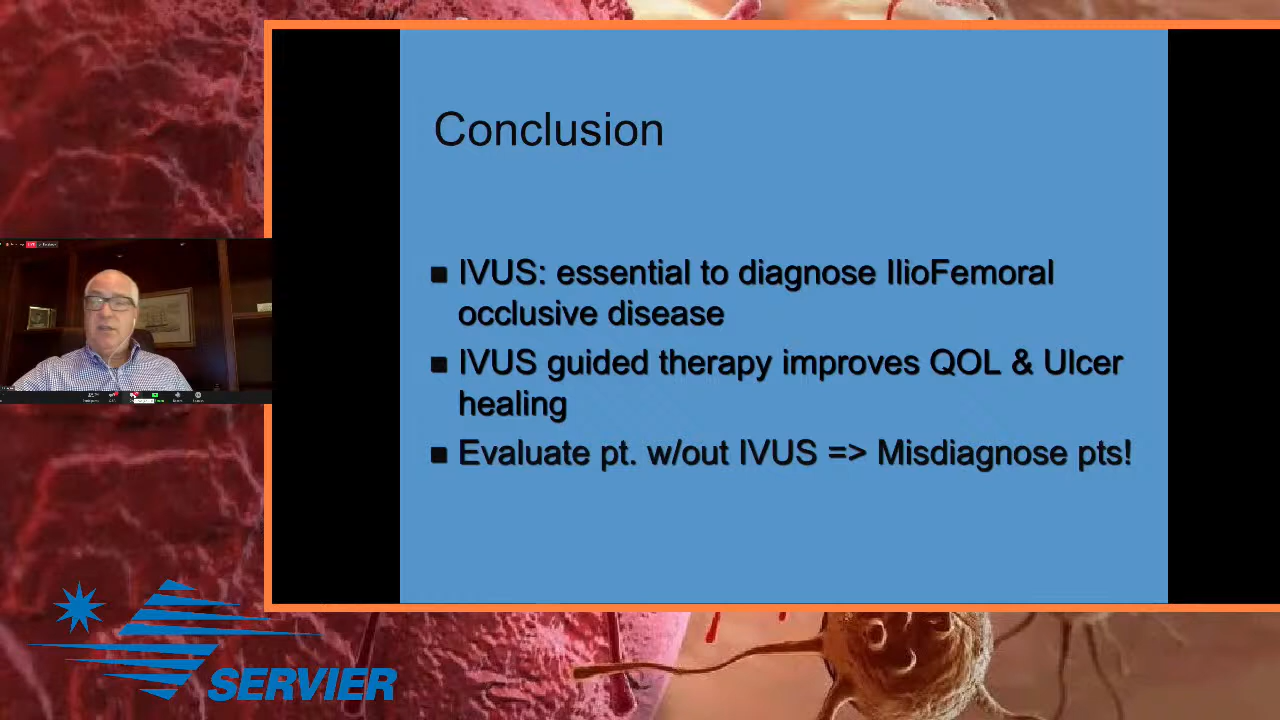 Conclusion
■ IVUS: essential to diagnose IlioFemoral
occlusive disease
■ IVUS guided therapy improves QOL & Ulcer
healing
■ Evaluate pt. w/out IVUS => Misdiagnose pts!
SERVIER